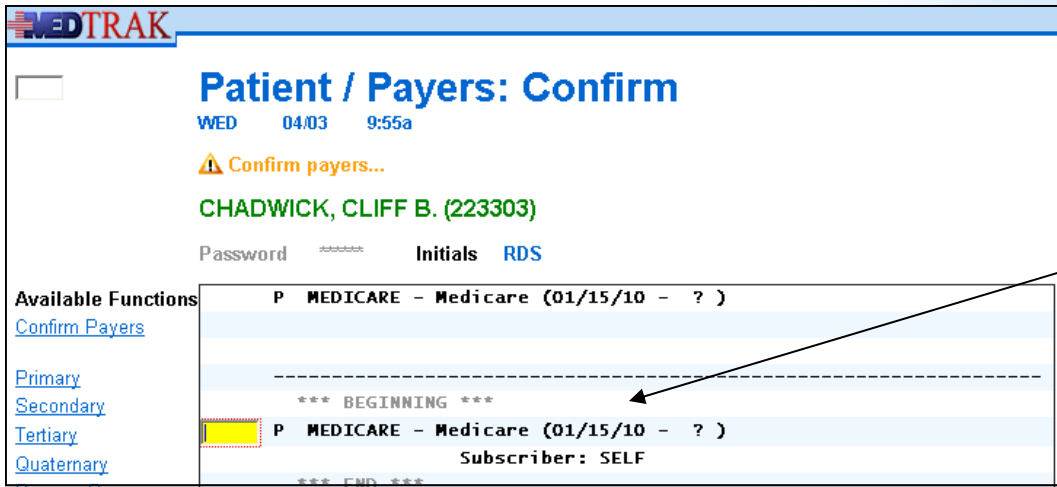 MEDTRAK
Patient / Payers: Confirm
WED 04/03 9:55a
Confirm payers...
CHADWICK, CLIFF B. (223303)
Password ****** Initials RDS
Available Functions
Confirm Payers
Primary
Secondary
Tertiary
Quaternary
P MEDICARE - Medicare (01/15/10 - ? )
--------------------------------------------------------------------
*** BEGINNING ***
P MEDICARE - Medicare (01/15/10 - ? )
Subscriber: SELF
*** END ***